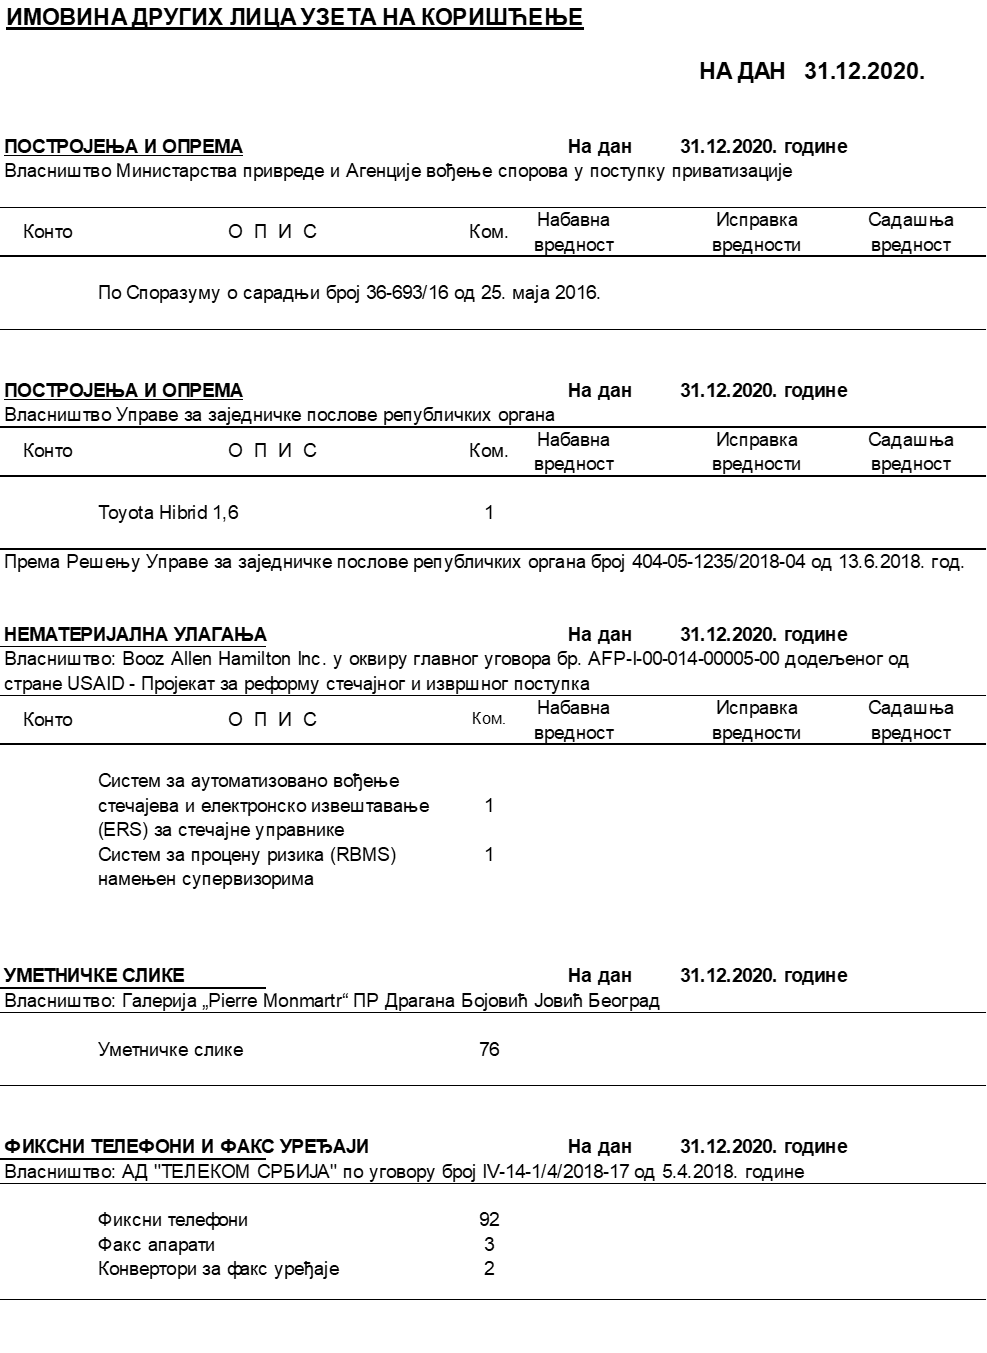 ИМОВИНА ДРУГИХ ЛИЦА УЗЕТА НА КОРИШЋЕЊЕ
НА ДАН 31.12.2020.
ПОСТРОЈЕЊА И ОПРЕМА На дан 31.12.2020. године
Власништво Министарства привреде и Агенције вођење спорова у поступку приватизације
Конто О П И С Ком. Набавна вредност Исправка вредности Садашња вредност
По Споразуму о сарадњи број 36-693/16 од 25. маја 2016.
ПОСТРОЈЕЊА И ОПРЕМА На дан 31.12.2020. године
Власништво Управе за заједничке послове републичких органа
Конто О П И С Ком. Набавна вредност Исправка вредности Садашња вредност
Toyota Hibrid 1,6 1
Према Решењу Управе за заједничке послове републичких органа број 404-05-1235/2018-04 од 13.6.2018. год.
НЕМАТЕРИЈАЛНА УЛАГАЊА На дан 31.12.2020. године
Власништво: Booz Allen Hamilton Inc. у оквиру главног уговора бр. AFP-I-00-014-00005-00 додељеног од
стране USAID - Пројекат за реформу стечајног и извршног поступка
Конто О П И С Ком. Набавна вредност Исправка вредности Садашња вредност
Систем за аутоматизовано вођење
стечајева и електронско извештавање 1
(ERS) за стечајне управнике
Систем за процену ризика (RBMS) 1
намењен супервизорима
УМЕТНИЧКЕ СЛИКЕ На дан 31.12.2020. године
Власништво: Галерија „Pierre Monmartr“ ПР Драгана Бојовић Јовић Београд
Уметничке слике 76
ФИКСНИ ТЕЛЕФОНИ И ФАКС УРЕЂАЈИ На дан 31.12.2020. године
Власништво: АД "ТЕЛЕКОМ СРБИЈА" по уговору број IV-14-1/4/2018-17 од 5.4.2018. године
Фиксни телефони 92
Факс апарати 3
Конвертори за факс уређаје 2